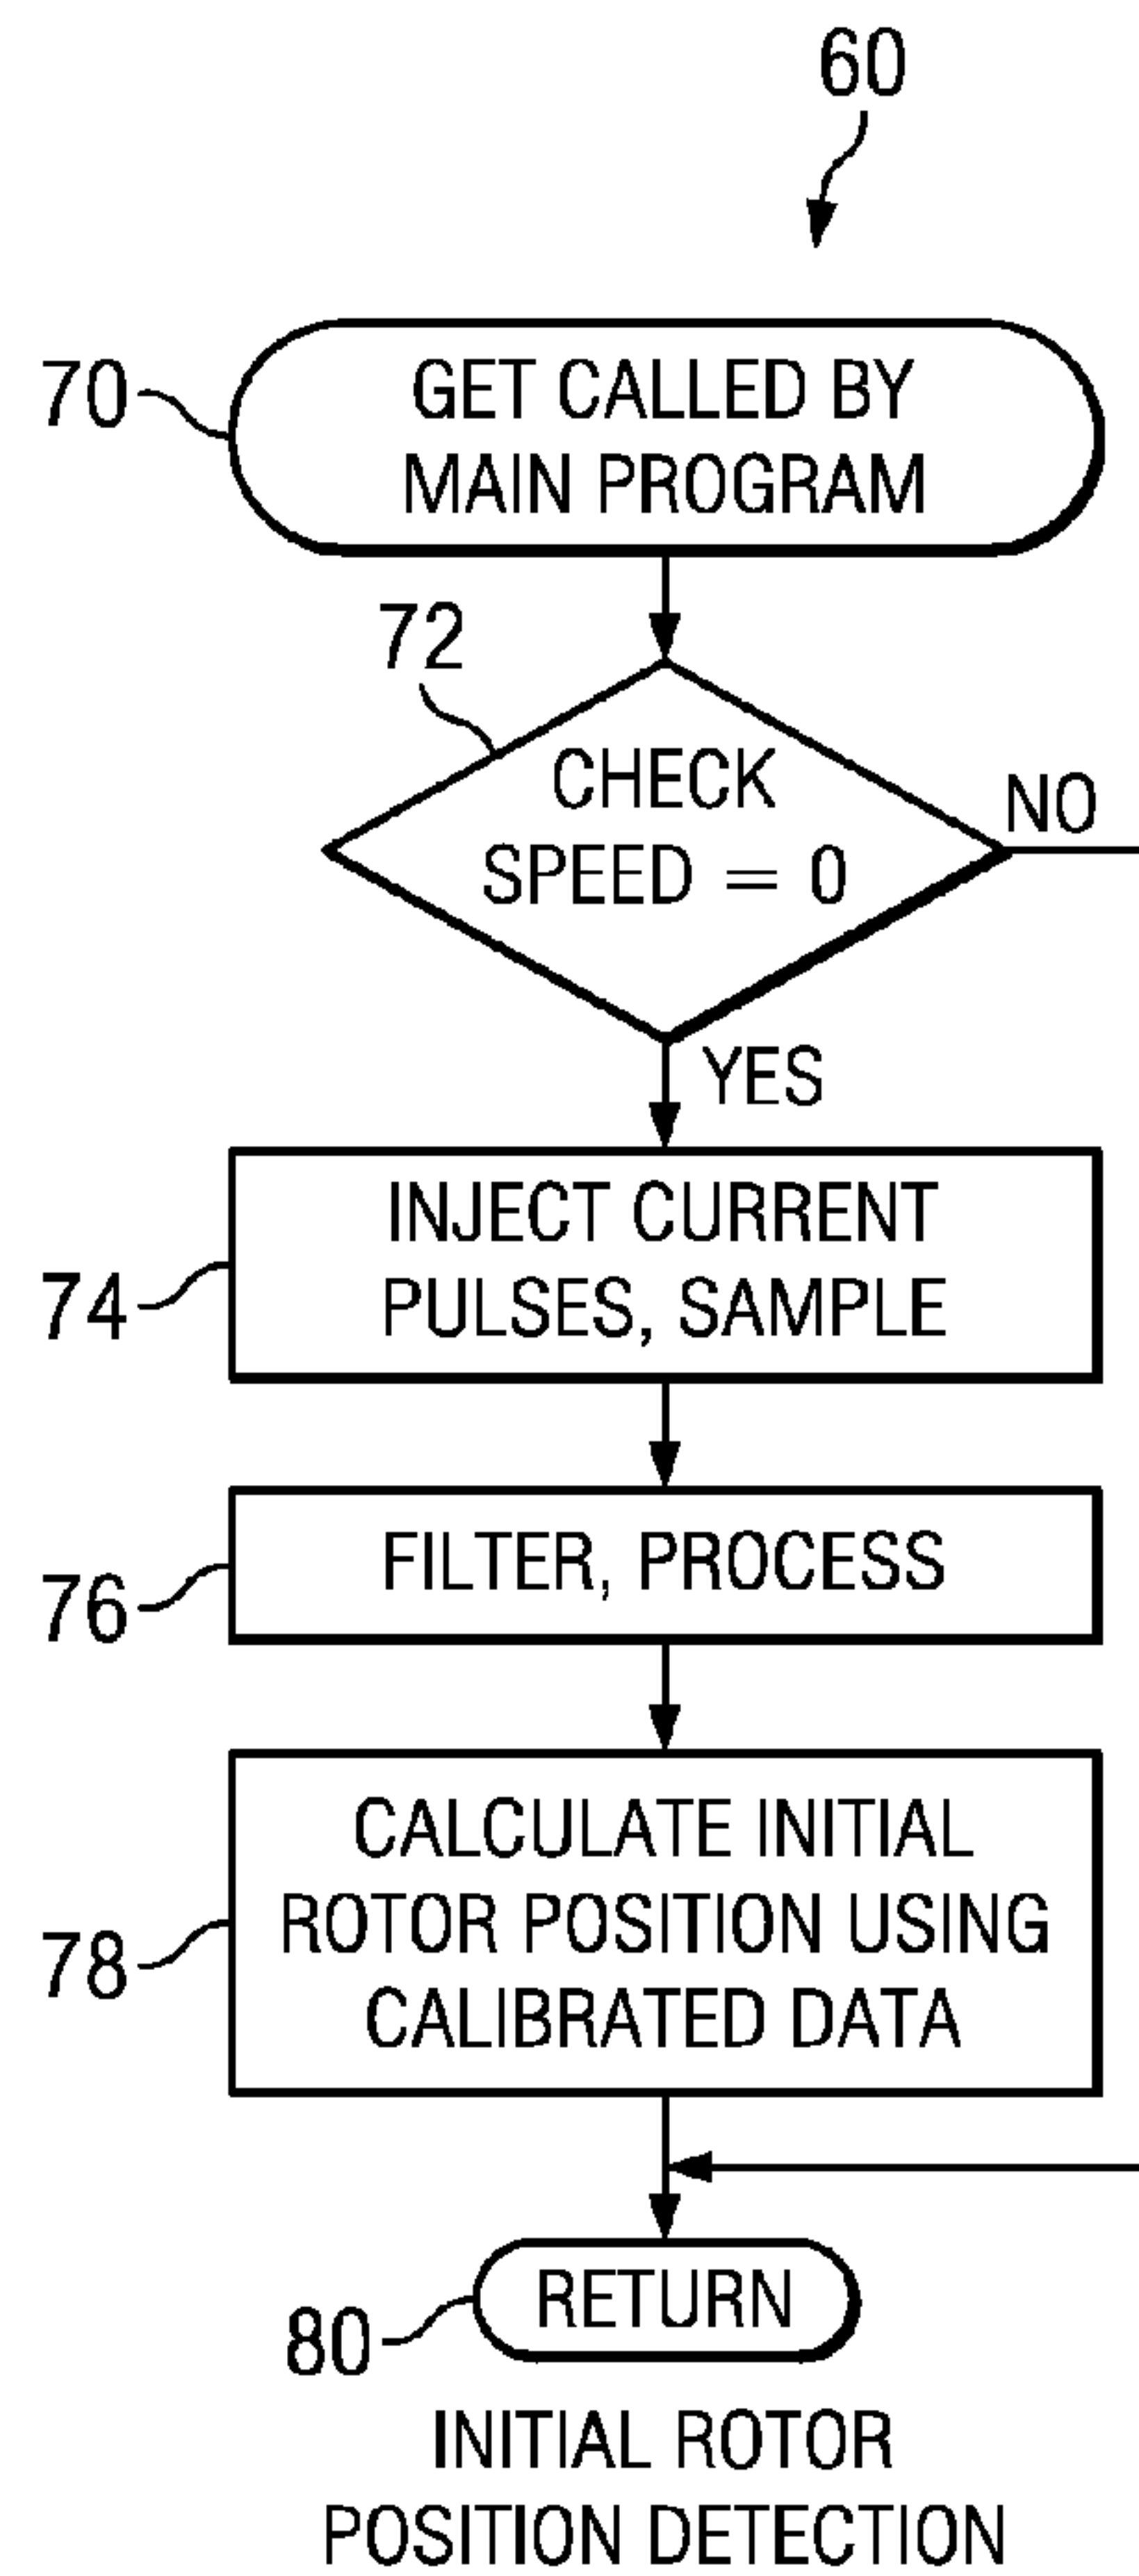 60
70
GET CALLED BY
MAIN PROGRAM
72
CHECK
SPEED = 0
NO
YES
74
INJECT CURRENT
PULSES, SAMPLE
76
FILTER, PROCESS
78
CALCULATE INITIAL
ROTOR POSITION USING
CALIBRATED DATA
80
RETURN
INITIAL ROTOR
POSITION DETECTION